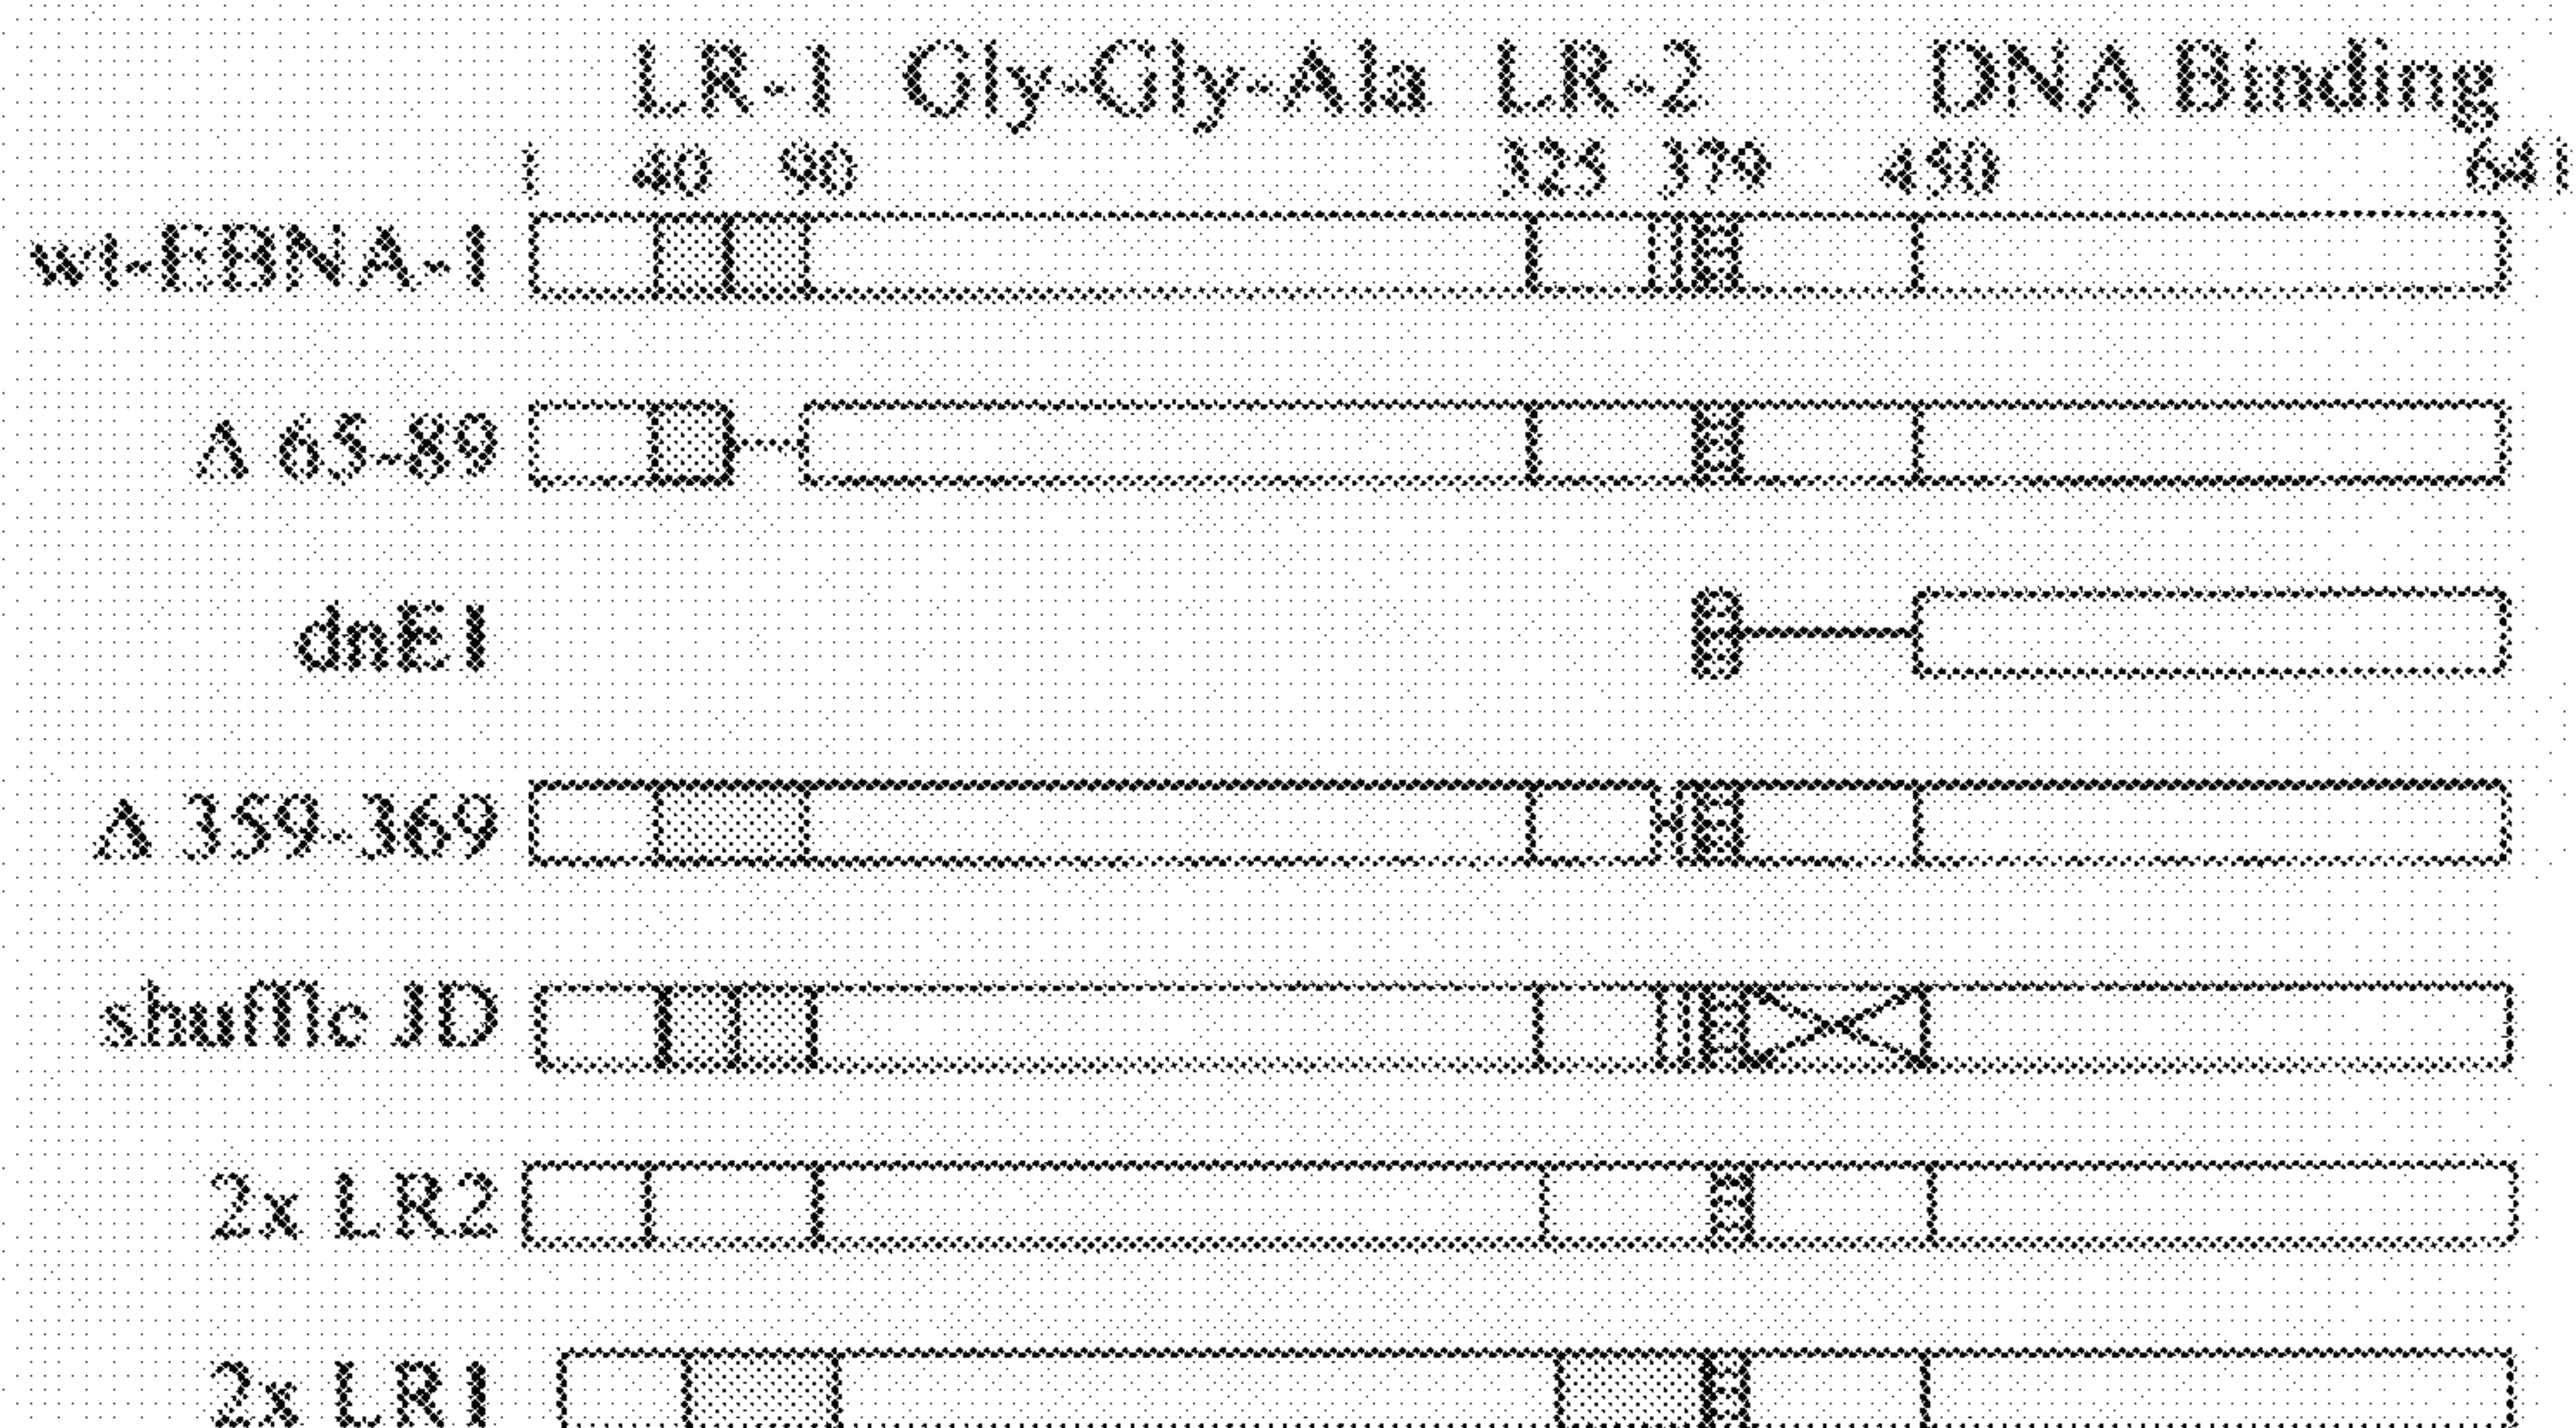 LR-1 Gly-Gly-Ala LR-2 DNA Binding
1 40 90 325 379 450 641
wt-EBNA-1
Δ 65-89
dnE1
Δ 359-369
shuffle JD
2x LR2
2x LR1